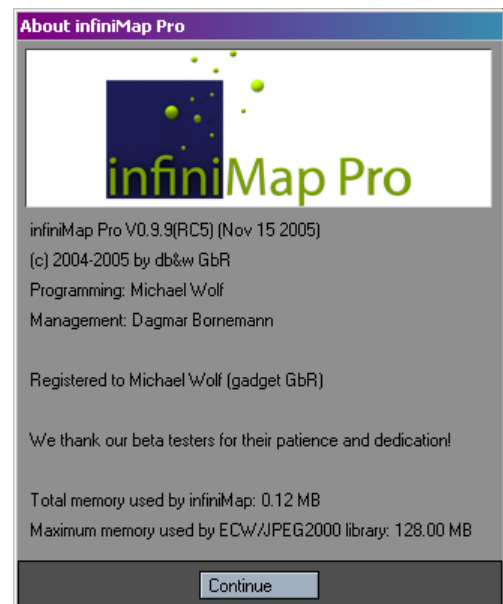 About infiniMap Pro
infiniMap Pro
infiniMap Pro V0.9.9(RC5) (Nov 15 2005)
(c) 2004-2005 by db&w GbR
Programming: Michael Wolf
Management: Dagmar Bornemann
Registered to Michael Wolf (gadget GbR)
We thank our beta testers for their patience and dedication!
Total memory used by infiniMap: 0.12 MB
Maximum memory used by ECW/JPEG2000 library: 128.00 MB
Continue